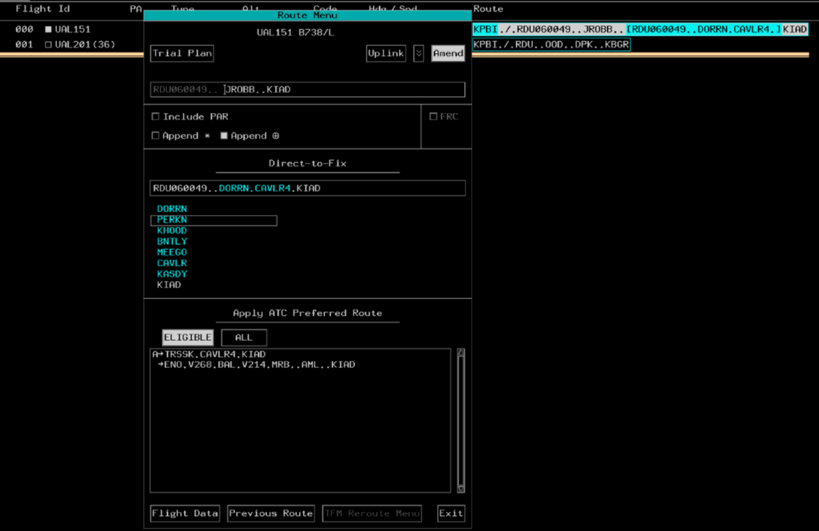 Flight Id PA Type Alt. Code Hdg/Spd Route
Route Menu
000 UAL151 KPBI./.RDU060049..JROBB..[RDU060049..DORRN.CAVLR4.]KIAD
001 UAL201(36) KPBI./.RDU..OOD..DPK..KBGR
UAL151 B738/L
Trial Plan Uplink Amend
RDU060049.. JROBB..KIAD
Include PAR FRC
Append * Append ⊕
Direct-to-Fix
RDU060049..DORRN.CAVLR4.KIAD
DORRN
PERKN
KHOOD
BNTLY
MEEGO
CAVLR
KASDY
KIAD
Apply ATC Preferred Route
ELIGIBLE ALL
A→TRSSK.CAVLR4.KIAD
→ENO.V268.BAL.V214.MRB..AML..KIAD
Flight Data Previous Route TFM Reroute Menu Exit